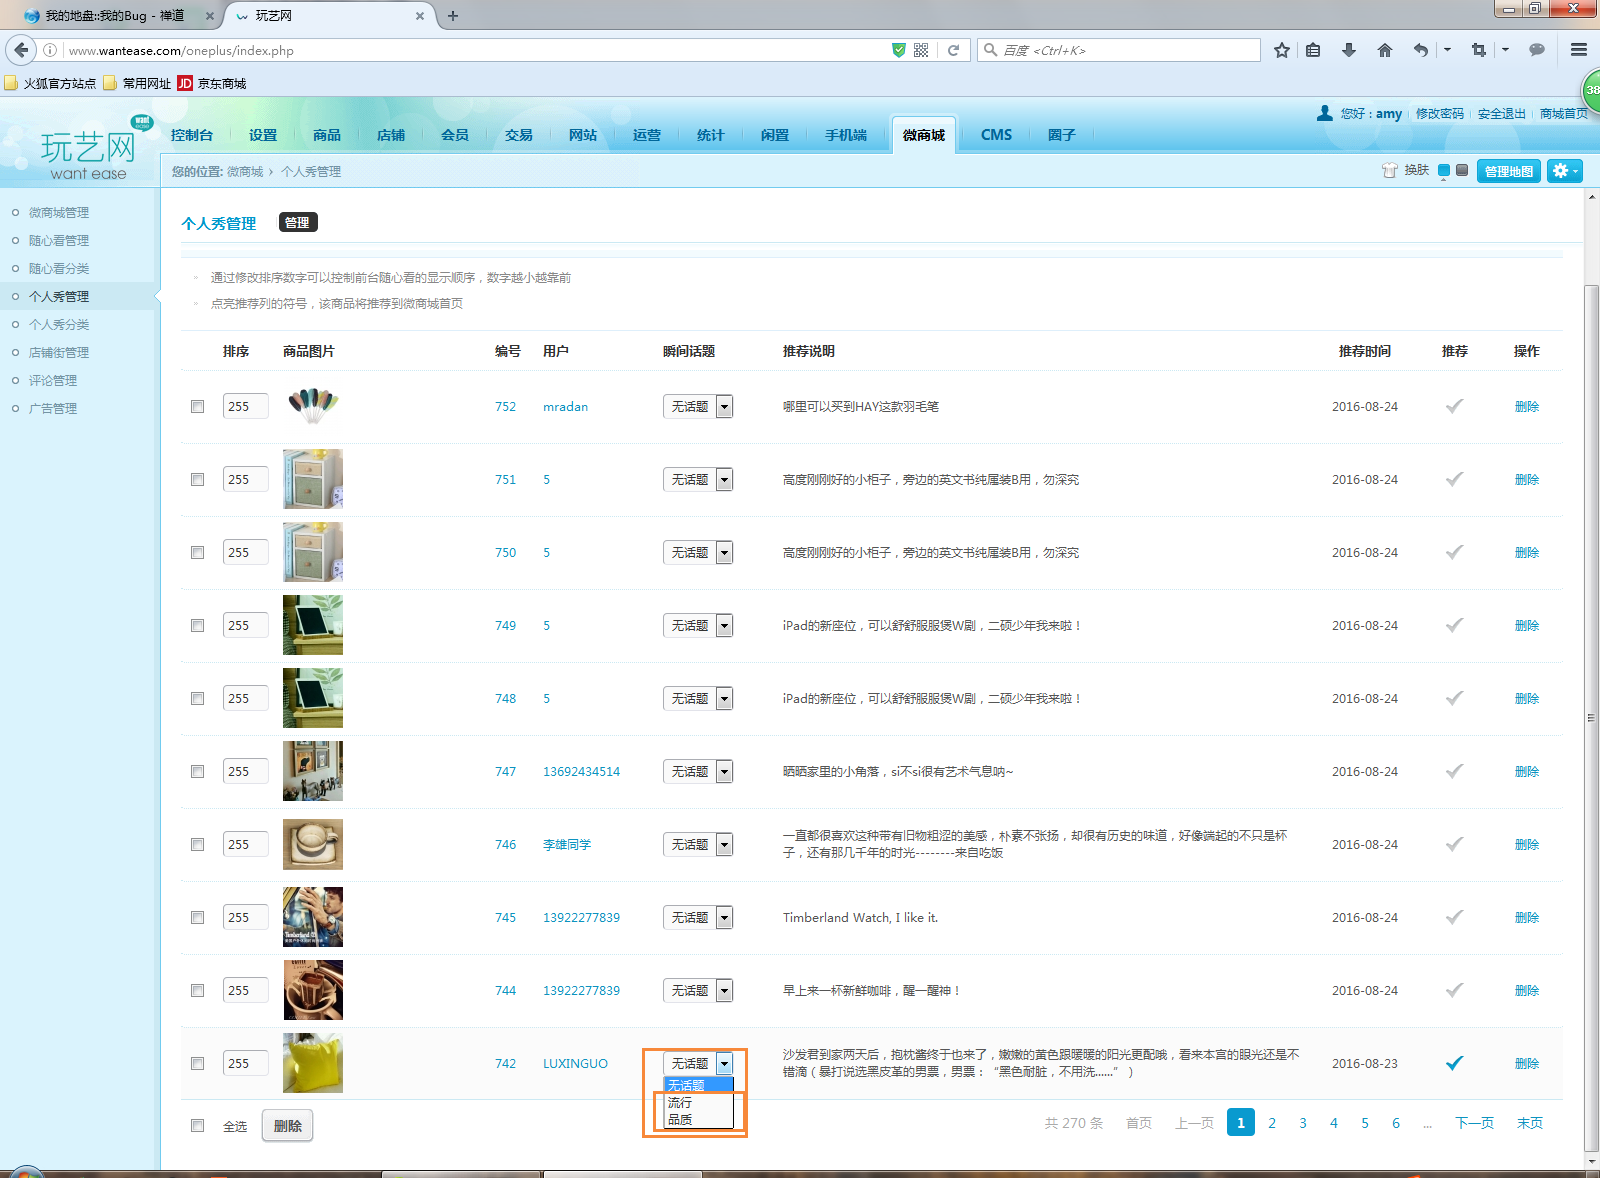 我的地盘::我的Bug - 禅道
玩艺网
www.wantease.com/oneplus/index.php
百度 <Ctrl+K>
火狐官方站点 常用网址 JD 京东商城
38
您好：amy 修改密码 安全退出 商城首页
玩艺网
want ease
want
控制台 设置 商品 店铺 会员 交易 网站 运营 统计 闲置 手机端 微商城 CMS 圈子
您的位置: 微商城 › 个人秀管理
换肤 管理地图
微商城管理
随心看管理
随心看分类
个人秀管理
个人秀分类
店铺街管理
评论管理
广告管理
个人秀管理 管理
通过修改排序数字可以控制前台随心看的显示顺序，数字越小越靠前
点亮推荐列的符号，该商品将推荐到微商城首页
排序 商品图片 编号 用户 瞬间话题 推荐说明 推荐时间 推荐 操作
255 752 mradan 无话题 哪里可以买到HAY这款羽毛笔 2016-08-24 删除
255 751 5 无话题 高度刚刚好的小柜子，旁边的英文书纯属装B用，勿深究 2016-08-24 删除
255 750 5 无话题 高度刚刚好的小柜子，旁边的英文书纯属装B用，勿深究 2016-08-24 删除
255 749 5 无话题 iPad的新座位，可以舒舒服服煲W剧，二硕少年我来啦！ 2016-08-24 删除
255 748 5 无话题 iPad的新座位，可以舒舒服服煲W剧，二硕少年我来啦！ 2016-08-24 删除
255 747 13692434514 无话题 晒晒家里的小角落，si不si很有艺术气息呐~ 2016-08-24 删除
255 746 李雄同学 无话题 一直都很喜欢这种带有旧物粗涩的美感，朴素不张扬，却很有历史的味道，好像端起的不只是杯
子，还有那几千年的时光--------来自吃饭 2016-08-24 删除
255 745 13922277839 无话题 Timberland Watch, I like it. 2016-08-24 删除
Timberland
255 744 13922277839 无话题 早上来一杯新鲜咖啡，醒一醒神！ 2016-08-24 删除
255 742 LUXINGUO 无话题 沙发君到家两天后，抱枕酱终于也来了，嫩嫩的黄色跟暖暖的阳光更配哦，看来本宫的眼光还是不
错滴（暴打说选黑皮革的男票，男票：“黑色耐脏，不用洗......” ） 2016-08-23 删除
无话题
流行
品质
全选 删除
共 270 条 首页 上一页 1 2 3 4 5 6 ... 下一页 末页